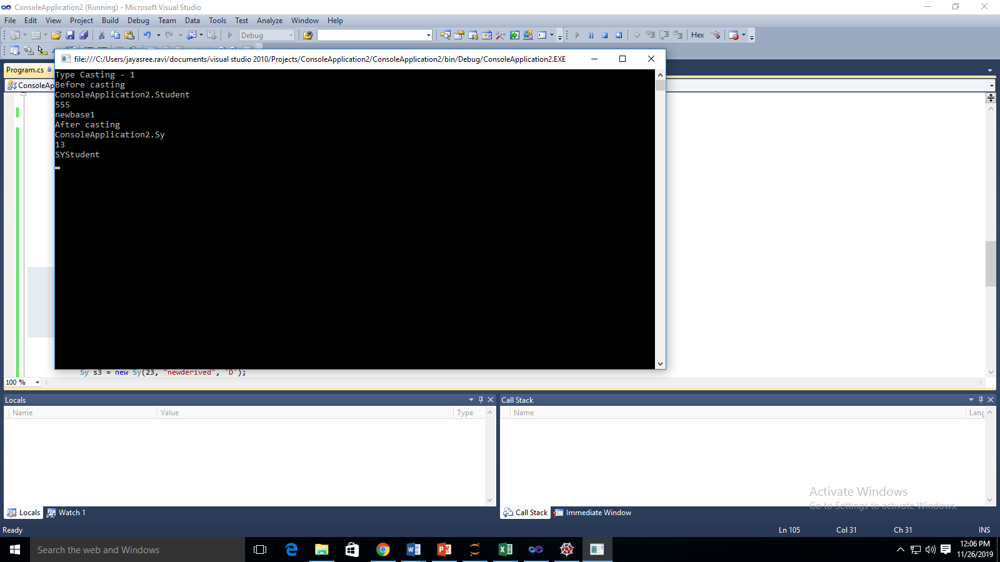 ConsoleApplication2 (Running) - Microsoft Visual Studio
File Edit View Project Build Debug Team Data Tools Test Analyze Window Help
Debug
Hex
file:///C:/Users/jayasree.ravi/documents/visual studio 2010/Projects/ConsoleApplication2/ConsoleApplication2/bin/Debug/ConsoleApplication2.EXE
Program.cs
ConsoleAp
Type Casting - 1
Before casting
ConsoleApplication2.Student
555
newbase1
After casting
ConsoleApplication2.Sy
13
SYStudent
Sy s3 = new Sy(23, "newderived", 'D');
100 %
Locals
Name Value Type
Call Stack
Name Lang
Activate Windows
Go to Settings to activate Windows.
Locals Watch 1
Call Stack Immediate Window
Ready Ln 105 Col 31 Ch 31 INS
Search the web and Windows
12:06 PM
11/26/2019